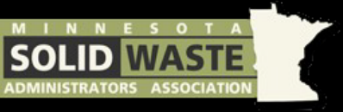 MINNESOTA
SOLID WASTE
ADMINISTRATORS ASSOCIATION